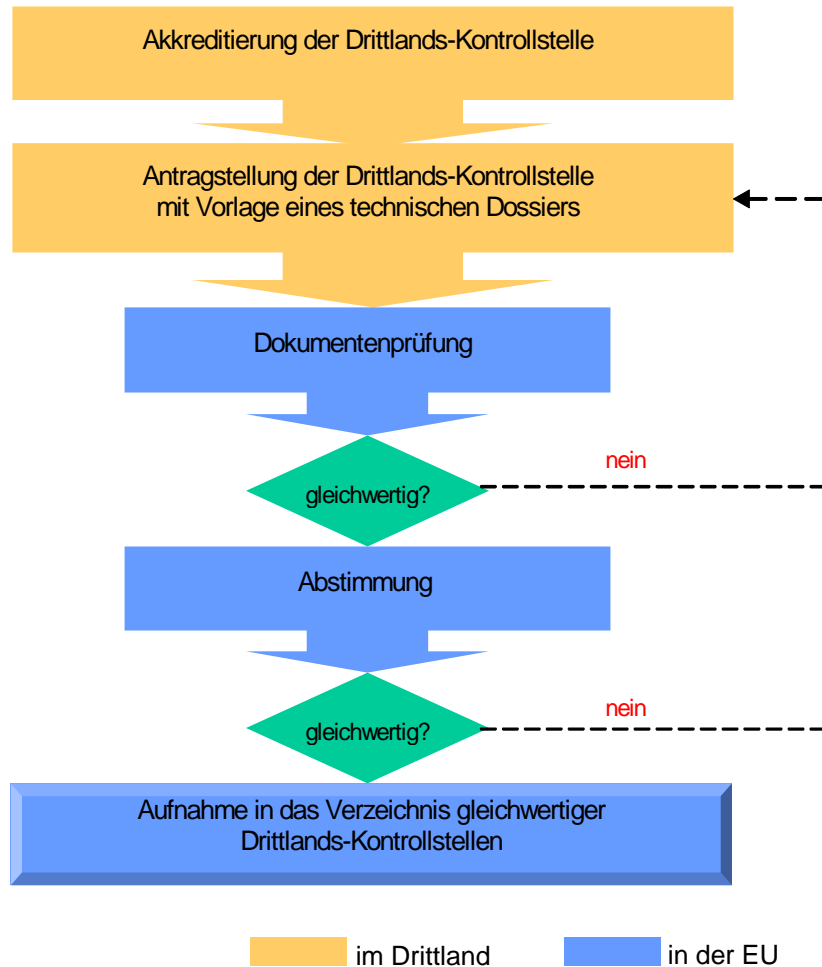 Akkreditierung der Drittlands-Kontrollstelle
Antragstellung der Drittlands-Kontrollstelle
mit Vorlage eines technischen Dossiers
Dokumentenprüfung
nein
gleichwertig?
Abstimmung
nein
gleichwertig?
Aufnahme in das Verzeichnis gleichwertiger
Drittlands-Kontrollstellen
im Drittland
in der EU